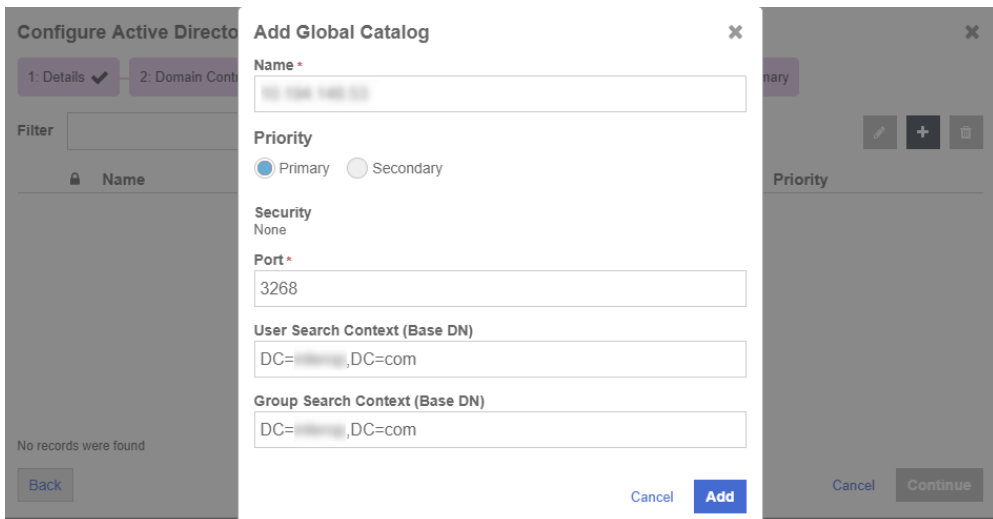 Configure Active Directo
Add Global Catalog
1: Details
2: Domain Contr
mary
Name *
Filter
Priority
Primary Secondary
Name
Priority
Security
None
Port *
3268
User Search Context (Base DN)
DC= ,DC=com
Group Search Context (Base DN)
DC= ,DC=com
No records were found
Back
Cancel Add
Cancel Continue